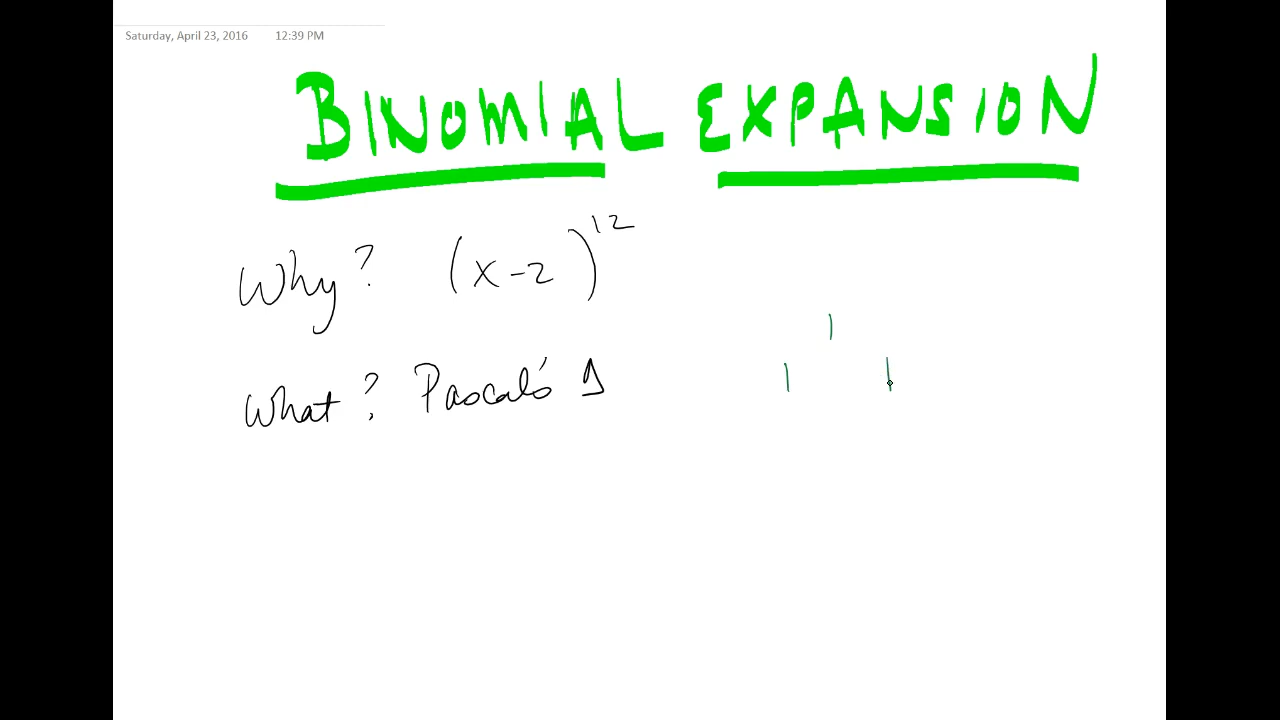 Saturday, April 23, 2016 12:39 PM
BINOMIAL EXPANSION
Why? (x-2)^12
1
What? Pascal's Δ 1 1